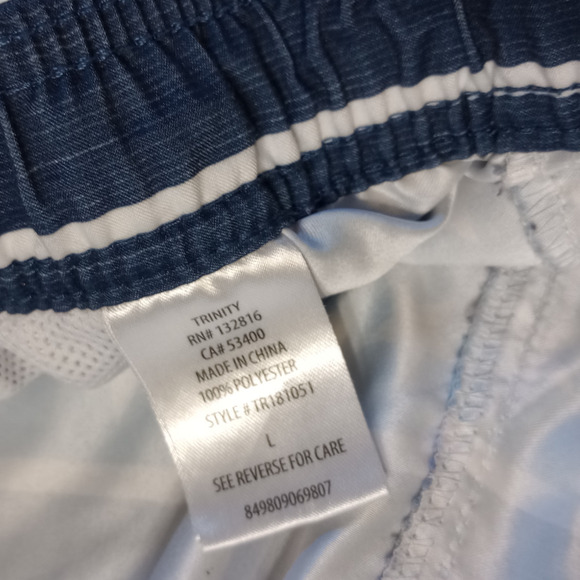 TRINITY
RN# 132816
CA# 53400
MADE IN CHINA
100% POLYESTER
STYLE # TR181051
L
SEE REVERSE FOR CARE
849809069807